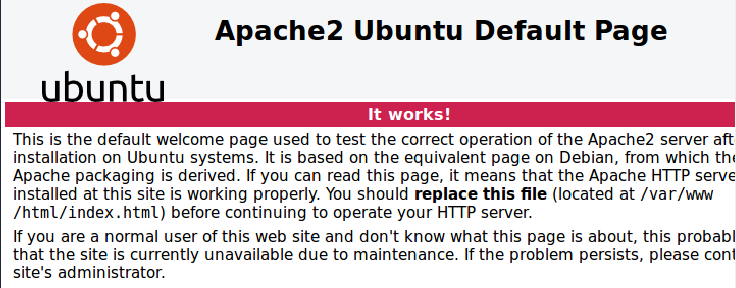 Apache2 Ubuntu Default Page
ubuntu
It works!
This is the default welcome page used to test the correct operation of the Apache2 server aft
installation on Ubuntu systems. It is based on the equivalent page on Debian, from which the
Apache packaging is derived. If you can read this page, it means that the Apache HTTP serve
installed at this site is working properly. You should replace this file (located at /var/www
/html/index.html) before continuing to operate your HTTP server.
If you are a normal user of this web site and don't know what this page is about, this probabl
that the site is currently unavailable due to maintenance. If the problem persists, please cont
site's administrator.